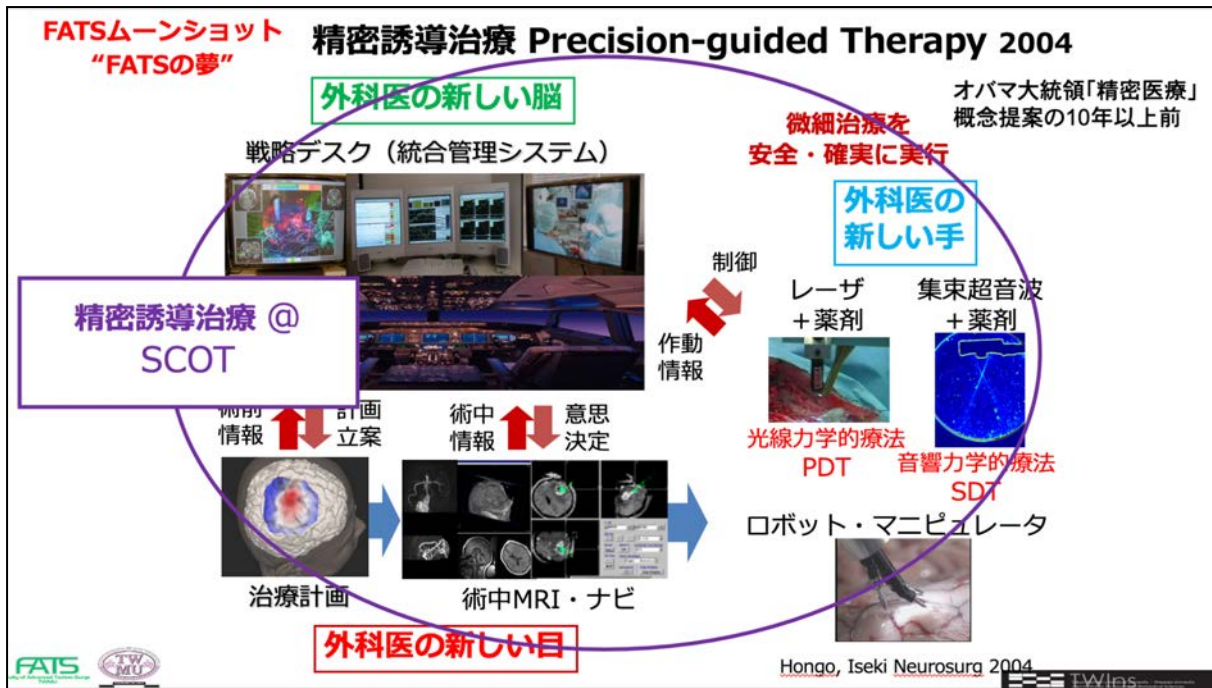 FATSムーンショット
“FATSの夢”
精密誘導治療 Precision-guided Therapy 2004
オバマ大統領「精密医療」
概念提案の10年以上前
外科医の新しい脳
戦略デスク（統合管理システム）
微細治療を
安全・確実に実行
外科医の
新しい手
制御
作動
情報
レーザ
＋薬剤
集束超音波
＋薬剤
精密誘導治療 @
SCOT
術前
情報
計画
立案
術中
情報
意思
決定
光線力学的療法
PDT
音響力学的療法
SDT
ロボット・マニピュレータ
治療計画
術中MRI・ナビ
外科医の新しい目
Hongo, Iseki Neurosurg 2004
FATS
TWMU
TWIns